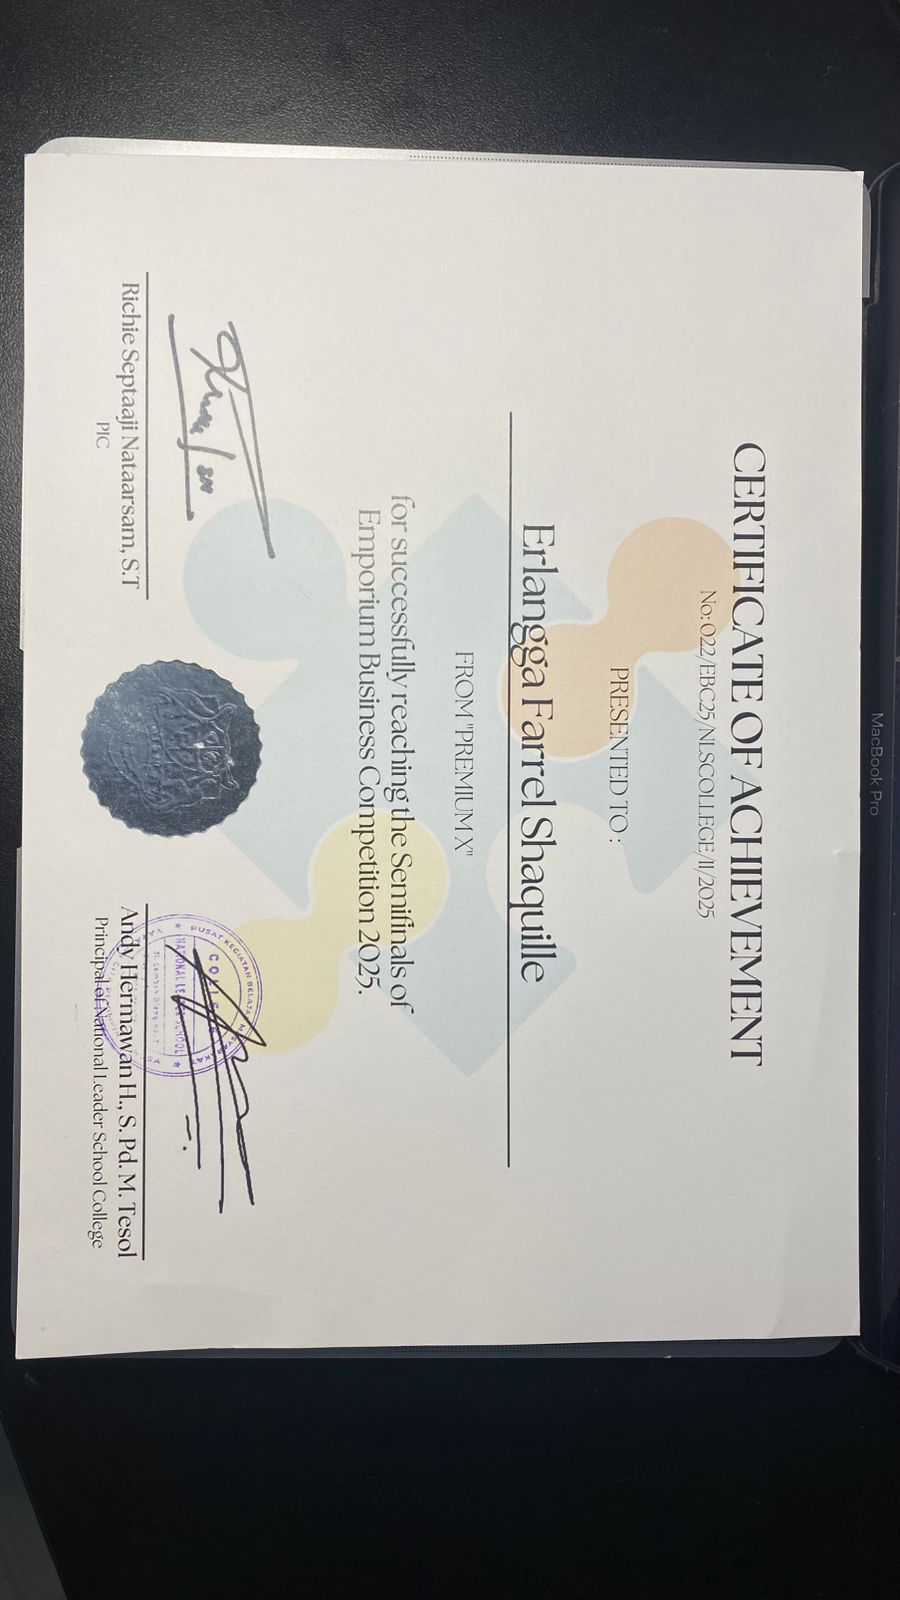 CERTIFICATE OF ACHIEVEMENT
No: 022/EBC25/NLSCOLLEGE/II/2025
PRESENTED TO :
Erlangga Farrel Shaquille
FROM "PREMIUM X"
for successfully reaching the Semifinals of
Emporium Business Competition 2025.
Richie Septaaji Nataarsam, S.T
PIC
PUSAT KEGIATAN BELAJAR
COLLEGE
NATIONAL LEADER SCHOOL
Andy Hermawan H., S. Pd. M. Tesol
Principal of National Leader School College
MacBook Pro